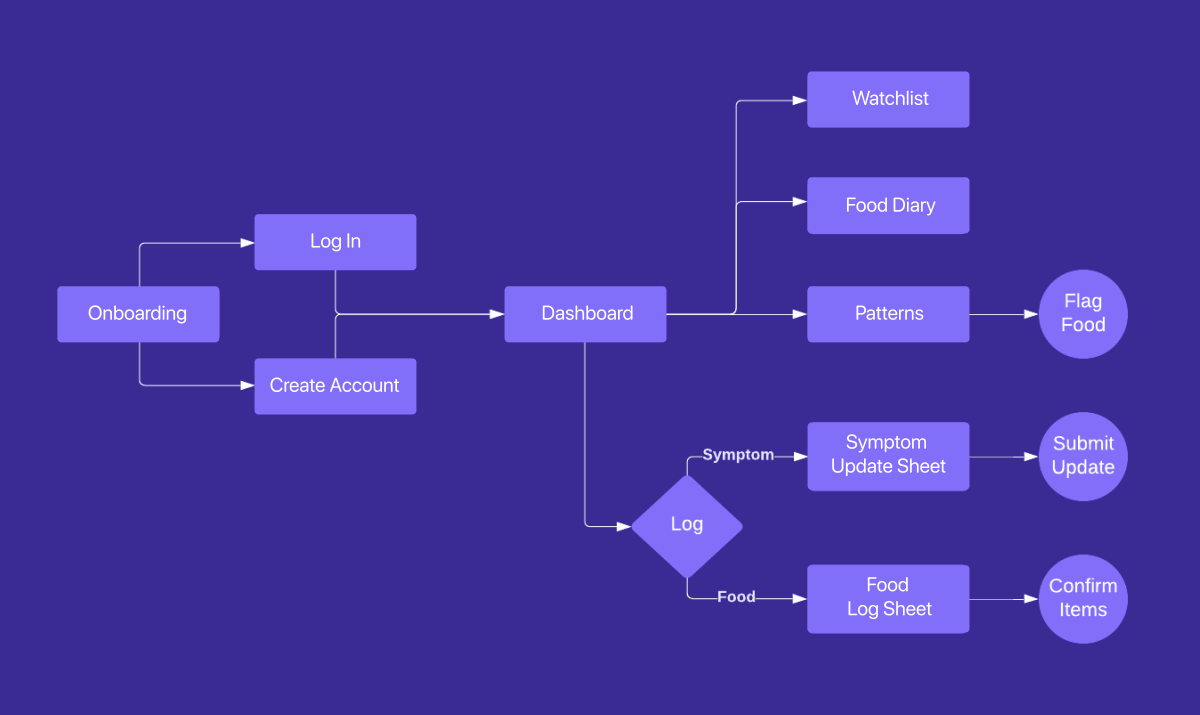 Watchlist
Food Diary
Log In
Onboarding
Create Account
Dashboard
Patterns
Flag
Food
Symptom
Symptom
Update Sheet
Submit
Update
Log
Food
Food
Log Sheet
Confirm
Items